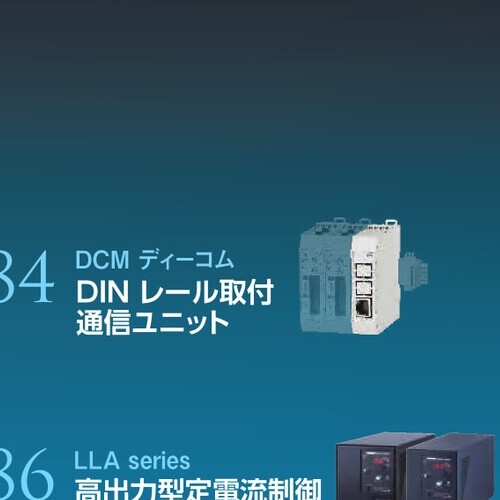 84
DCM ディーコム
DIN レール取付
通信ユニット
86
LLA series
高出力型定電流制御